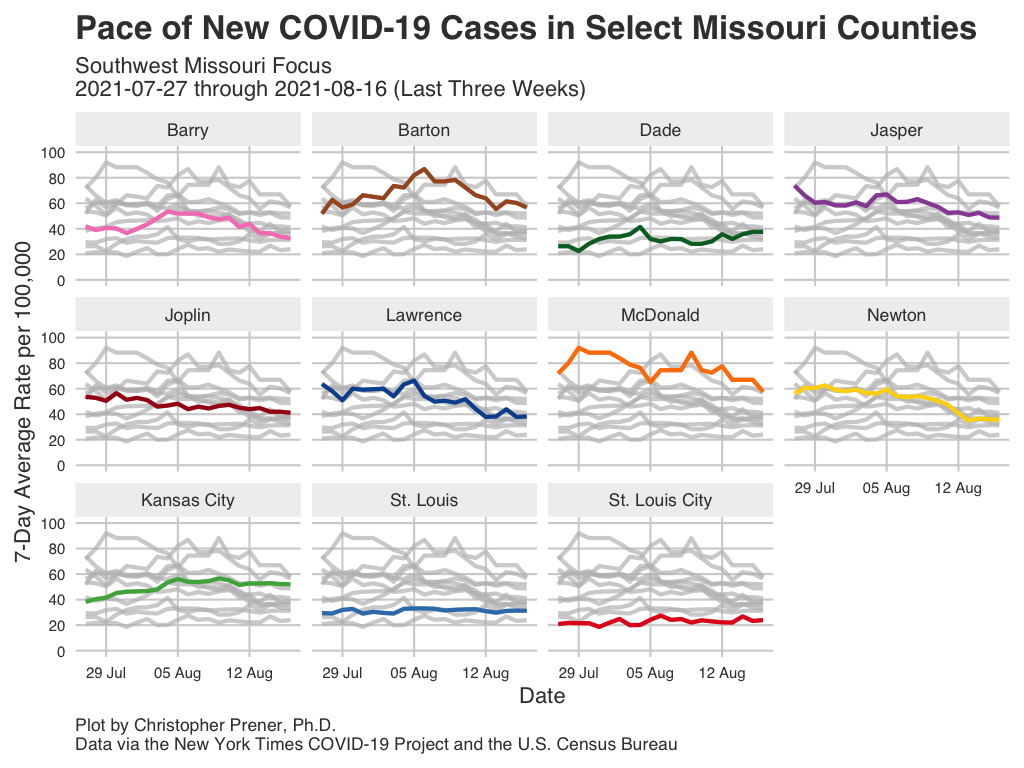 Pace of New COVID-19 Cases in Select Missouri Counties
Southwest Missouri Focus
2021-07-27 through 2021-08-16 (Last Three Weeks)
7-Day Average Rate per 100,000
Barry Barton Dade Jasper
100
80
60
40
20
0
Joplin Lawrence McDonald Newton
100
80
60
40
20
0
29 Jul 05 Aug 12 Aug
Kansas City St. Louis St. Louis City
100
80
60
40
20
0
29 Jul 05 Aug 12 Aug 29 Jul 05 Aug 12 Aug 29 Jul 05 Aug 12 Aug
Date
Plot by Christopher Prener, Ph.D.
Data via the New York Times COVID-19 Project and the U.S. Census Bureau